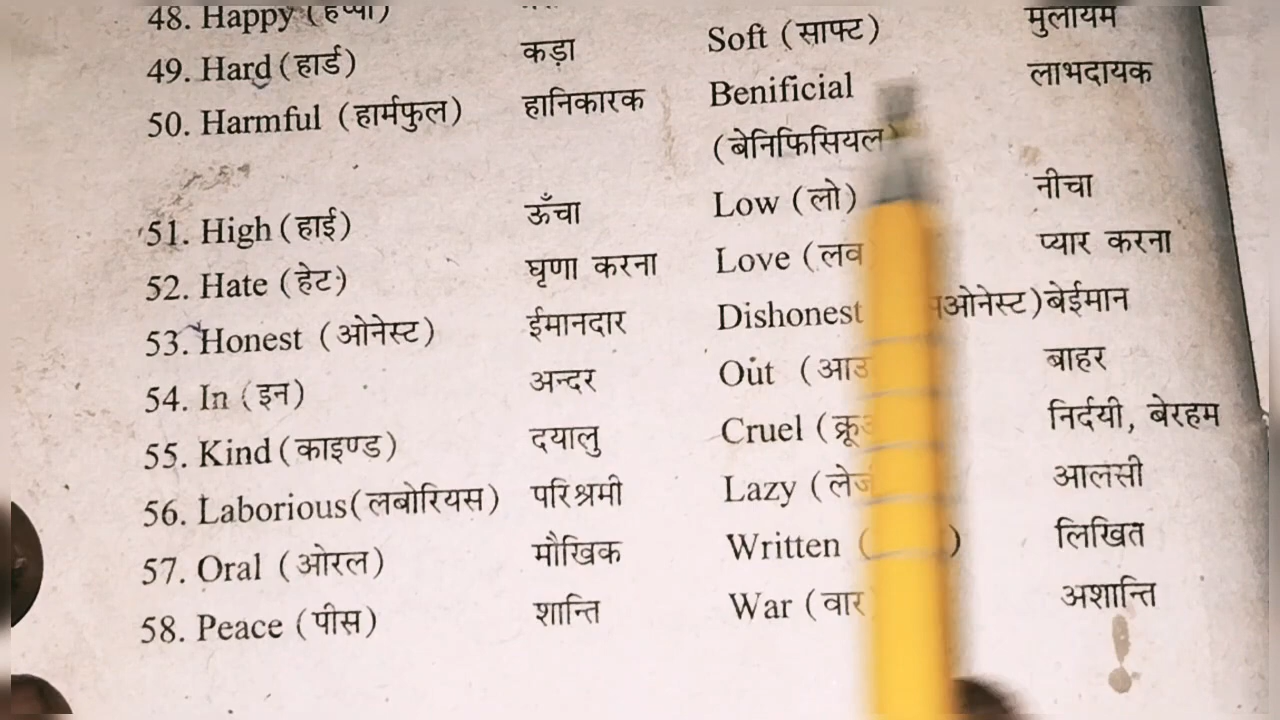 48. Happy (हैप्पी)
49. Hard (हार्ड) कड़ा Soft (साफ्ट) मुलायम
50. Harmful (हार्मफुल) हानिकारक Benificial लाभदायक
(बेनिफिसियल)
51. High (हाई) ऊँचा Low (लो) नीचा
52. Hate (हेट) घृणा करना Love (लव प्यार करना
53. Honest (ओनेस्ट) ईमानदार Dishonest बेईमान
54. In (इन) अन्दर Out बाहर
55. Kind (काइण्ड) दयालु Cruel निर्दयी, बेरहम
56. Laborious (लबोरियस) परिश्रमी Lazy आलसी
57. Oral (ओरल) मौखिक Written लिखित
58. Peace (पीस) शान्ति War (वार अशान्ति